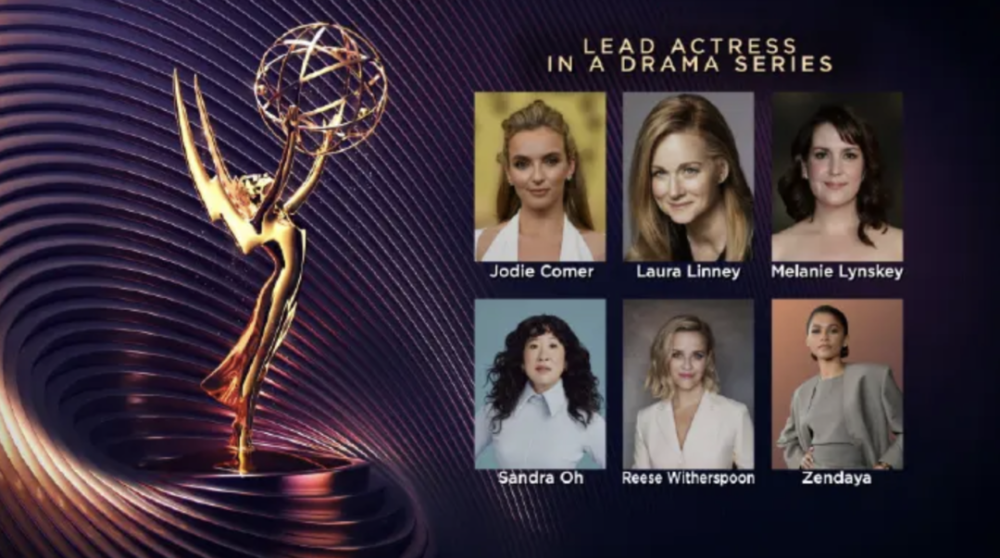 LEAD ACTRESS
IN A DRAMA SERIES
Jodie Comer
Laura Linney
Melanie Lynskey
Sandra Oh
Reese Witherspoon
Zendaya